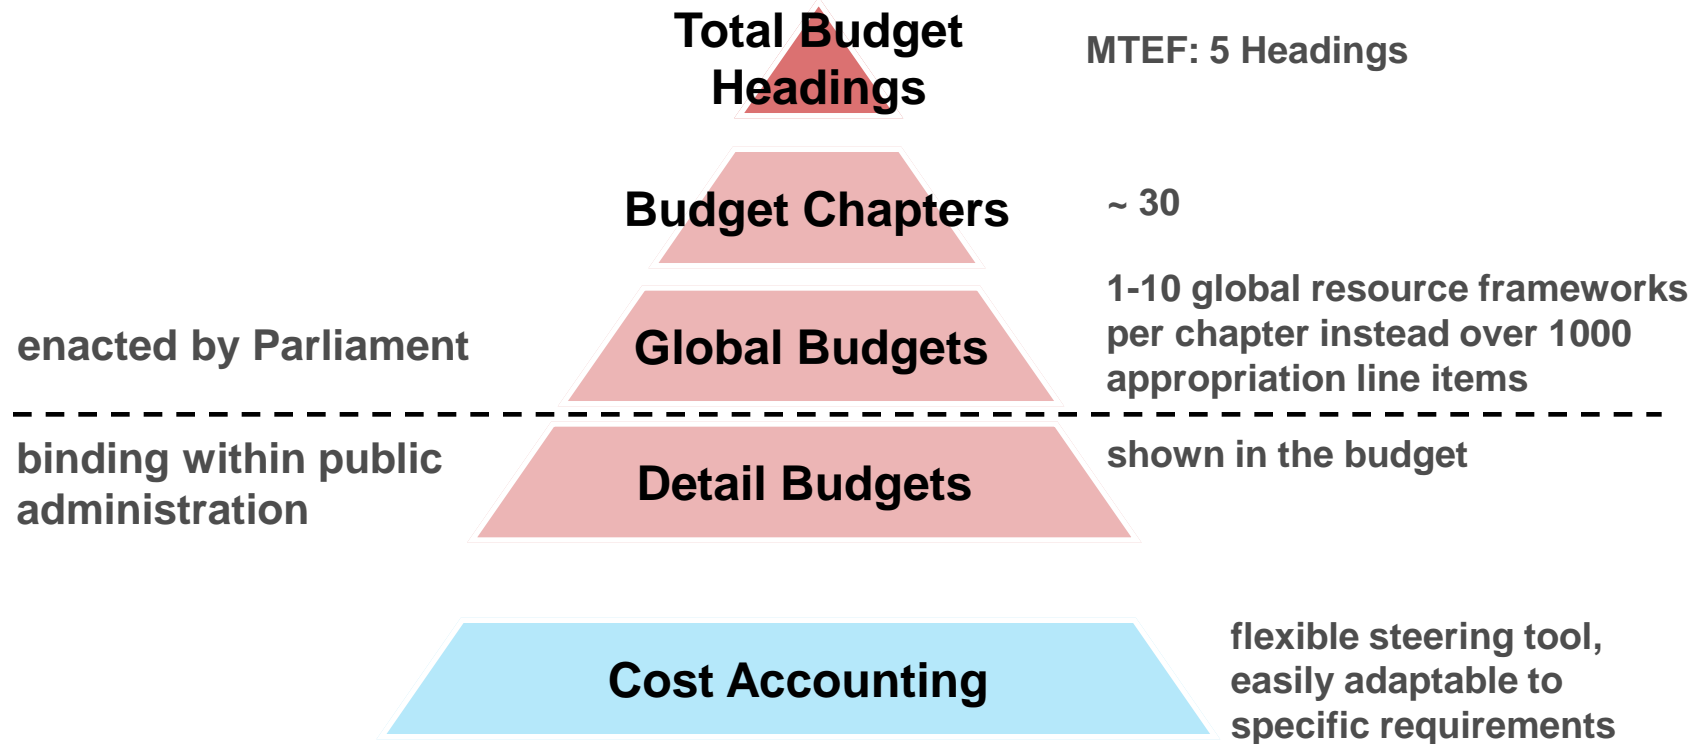 Total Budget
Headings
MTEF: 5 Headings
Budget Chapters
~ 30
enacted by Parliament
Global Budgets
1-10 global resource frameworks
per chapter instead over 1000
appropriation line items
binding within public
administration
Detail Budgets
shown in the budget
Cost Accounting
flexible steering tool,
easily adaptable to
specific requirements